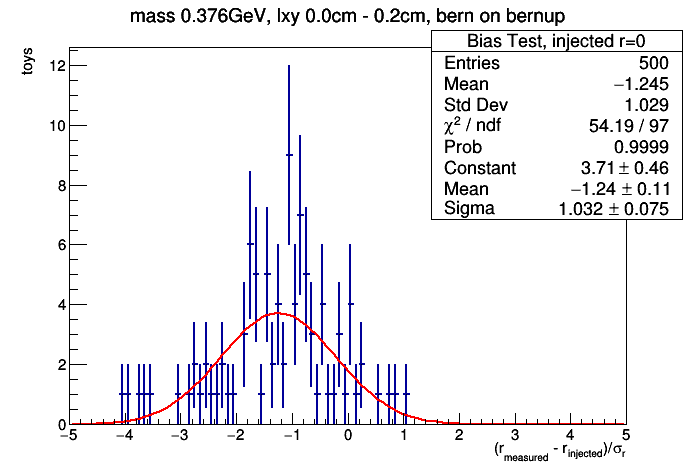 mass 0.376GeV, lxy 0.0cm - 0.2cm, bern on bernup
Bias Test, injected r=0
Entries 500
Mean −1.245
Std Dev 1.029
χ² / ndf 54.19 / 97
Prob 0.9999
Constant 3.71 ± 0.46
Mean −1.24 ± 0.11
Sigma 1.032 ± 0.075
toys
12
10
8
6
4
2
0
−5 −4 −3 −2 −1 0 1 2 3 4 5
(r_measured - r_injected)/σ_r